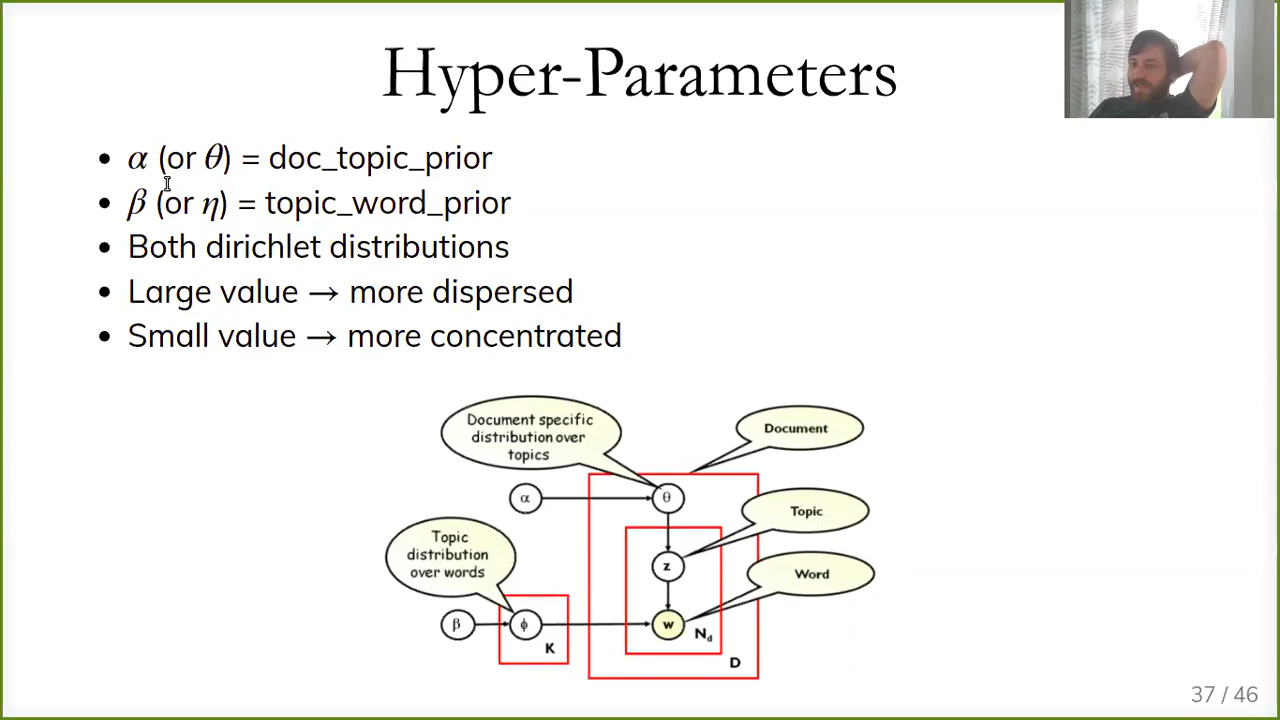 Hyper-Parameters
• α (or θ) = doc_topic_prior
• β (or η) = topic_word_prior
• Both dirichlet distributions
• Large value → more dispersed
• Small value → more concentrated
Document specific
distribution over
topics
Document
α
θ
Topic
Topic
distribution
over words
z
Word
β
ϕ
w
N_d
K
D
37 / 46